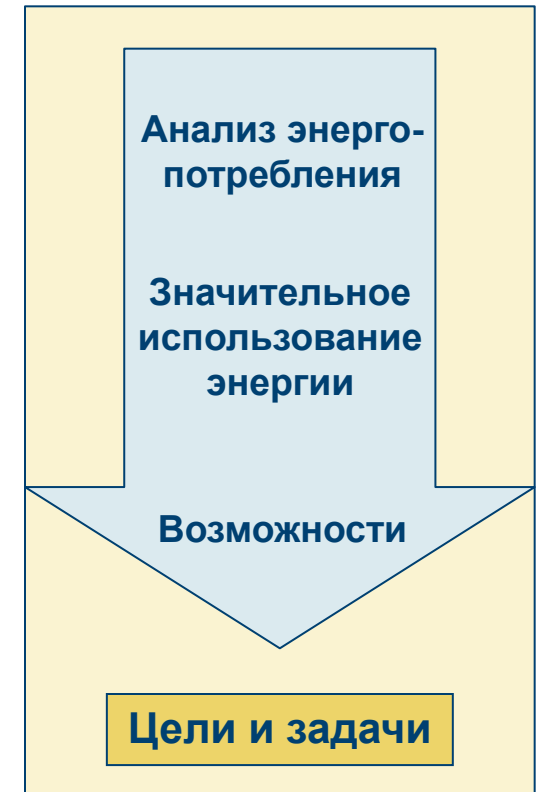 Анализ энерго-
потребления
Значительное
использование
энергии
Возможности
Цели и задачи